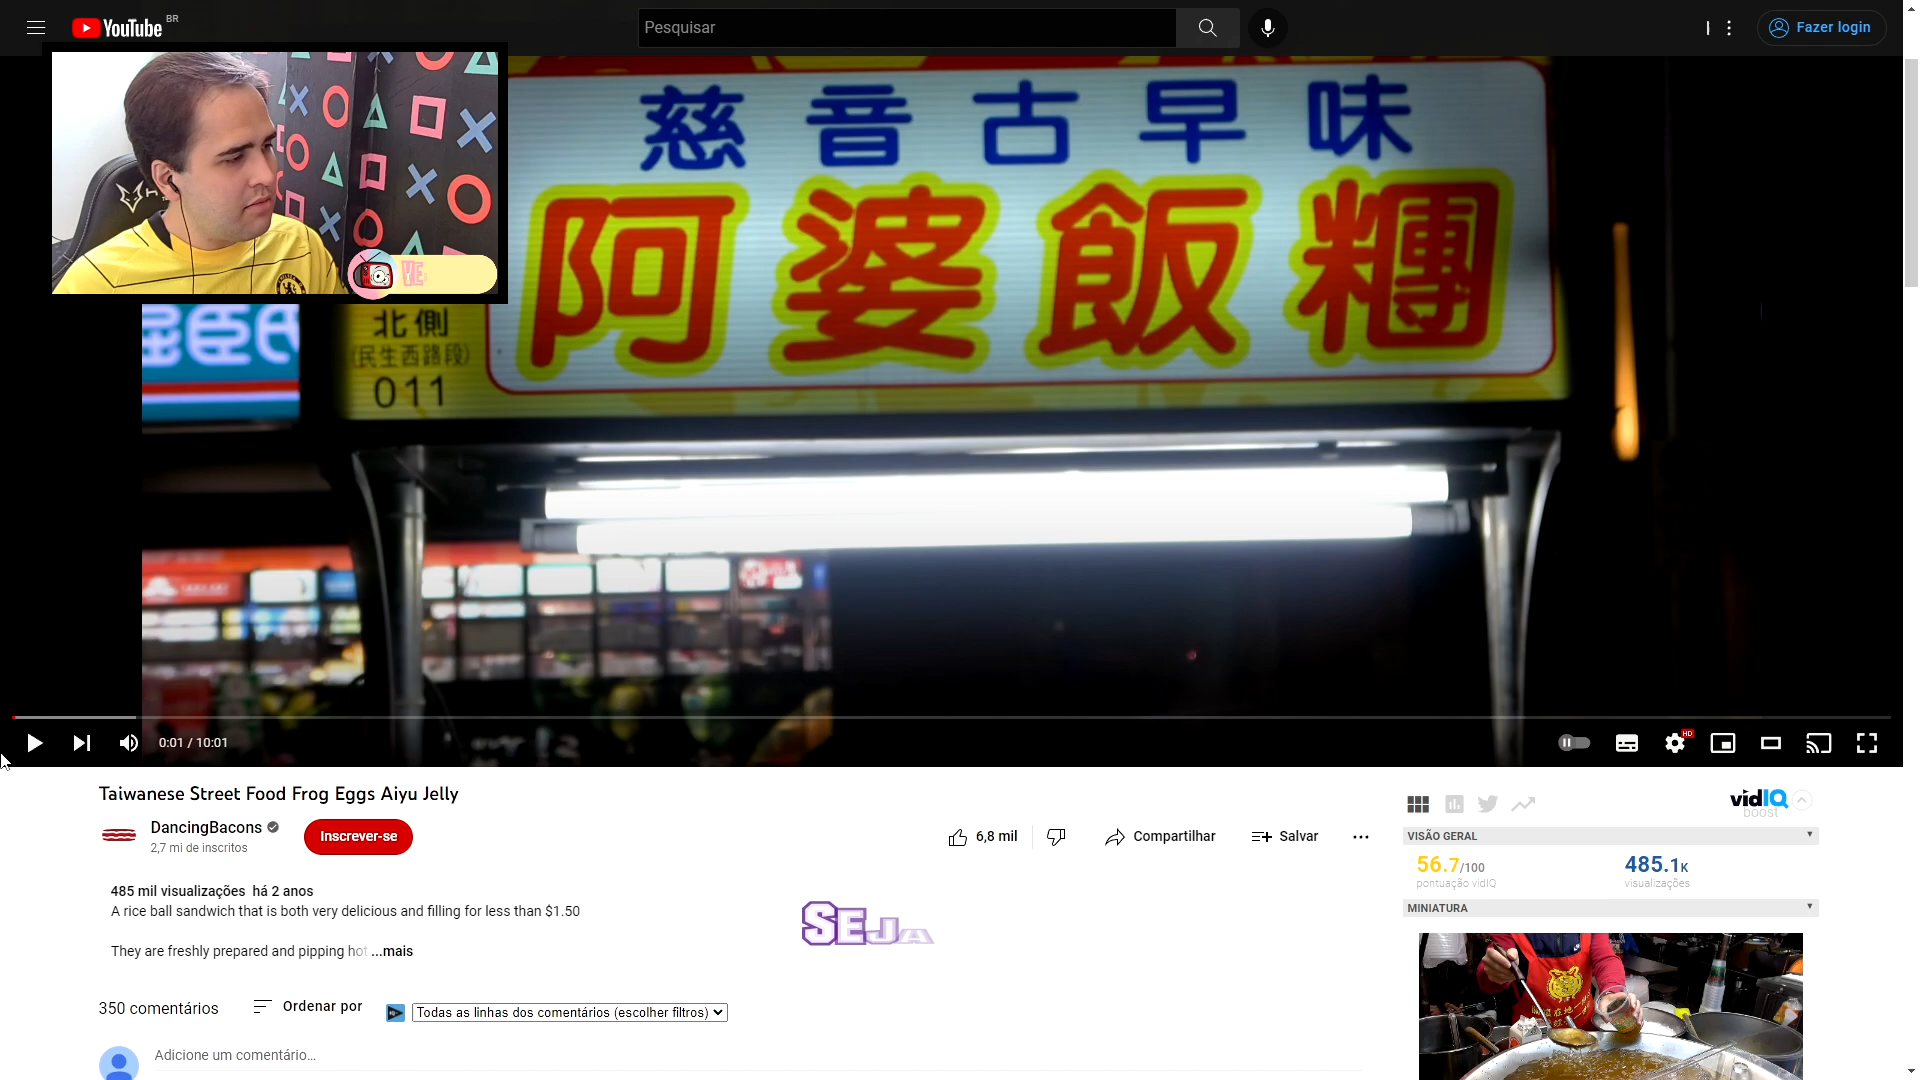 YouTube BR
Pesquisar
Fazer login
慈音古早味
阿婆飯糰
YE
北側
(民生西路段)
011
0:01 / 10:01
HD
Taiwanese Street Food Frog Eggs Aiyu Jelly
DancingBacons
2,7 mi de inscritos
Inscrever-se
6,8 mil
Compartilhar
Salvar
485 mil visualizações há 2 anos
A rice ball sandwich that is both very delicious and filling for less than $1.50
They are freshly prepared and pipping hot ...mais
SEJA
350 comentários
Ordenar por
Todas as linhas dos comentários (escolher filtros)
Adicione um comentário...
vidIQ
boost
VISÃO GERAL
56.7/100
485.1K
pontuação vidIQ
visualizações
MINIATURA